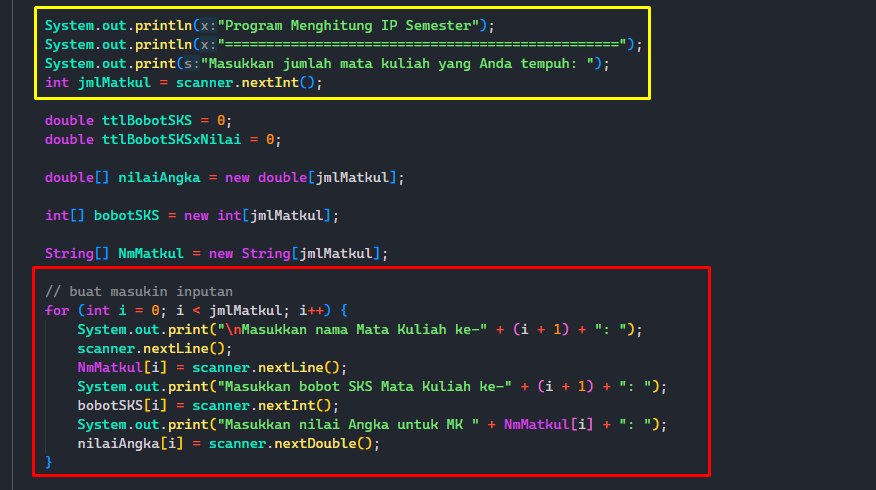 System.out.println(x:"Program Menghitung IP Semester");
System.out.println(x:"================================================");
System.out.print(s:"Masukkan jumlah mata kuliah yang Anda tempuh: ");
int jmlMatkul = scanner.nextInt();
double ttlBobotSKS = 0;
double ttlBobotSKSxNilai = 0;
double[] nilaiAngka = new double[jmlMatkul];
int[] bobotSKS = new int[jmlMatkul];
String[] NmMatkul = new String[jmlMatkul];
// buat masukin inputan
for (int i = 0; i < jmlMatkul; i++) {
System.out.print("\nMasukkan nama Mata Kuliah ke-" + (i + 1) + ": ");
scanner.nextLine();
NmMatkul[i] = scanner.nextLine();
System.out.print("Masukkan bobot SKS Mata Kuliah ke-" + (i + 1) + ": ");
bobotSKS[i] = scanner.nextInt();
System.out.print("Masukkan nilai Angka untuk MK " + NmMatkul[i] + ": ");
nilaiAngka[i] = scanner.nextDouble();
}